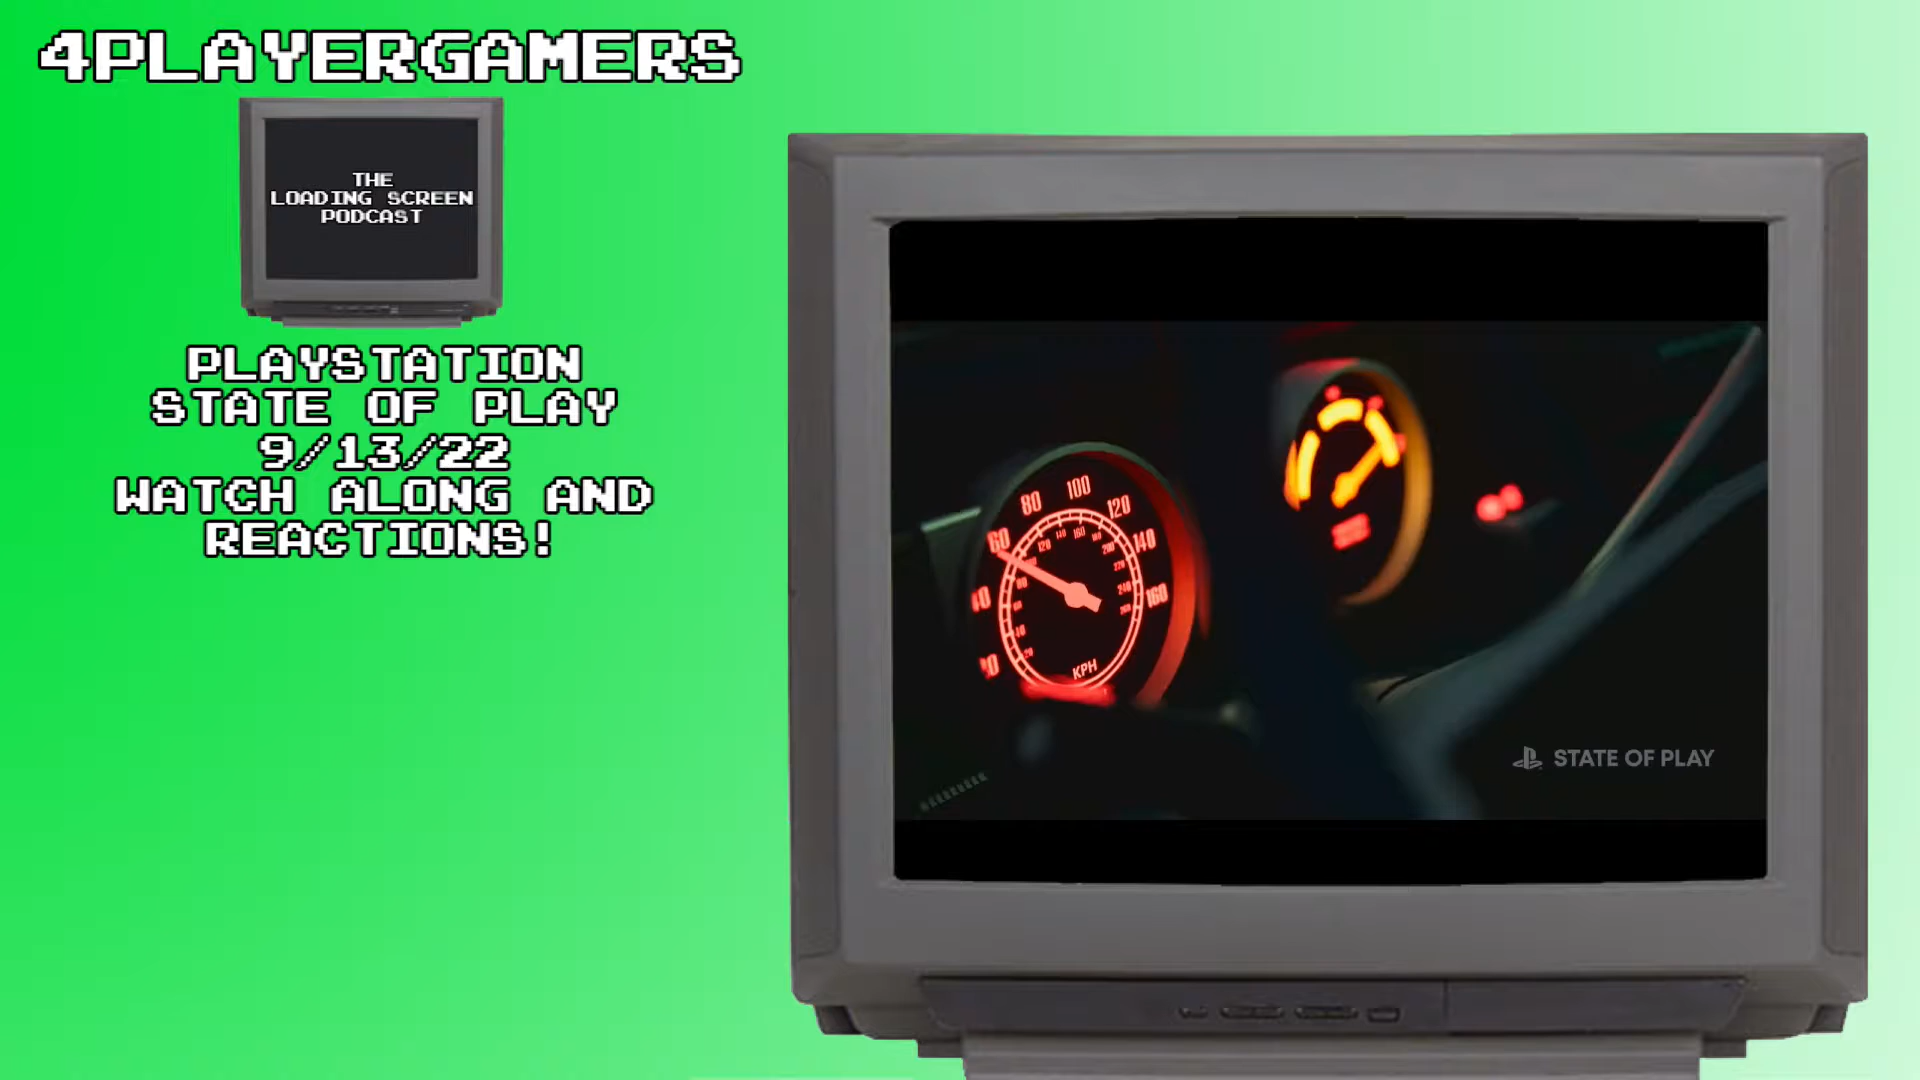 4PLAYERGAMERS
THE
LOADING SCREEN
PODCAST
PLAYSTATION
STATE OF PLAY
9/13/22
WATCH ALONG AND
REACTIONS!
80 100 120
60 140
40 160
KPH
STATE OF PLAY